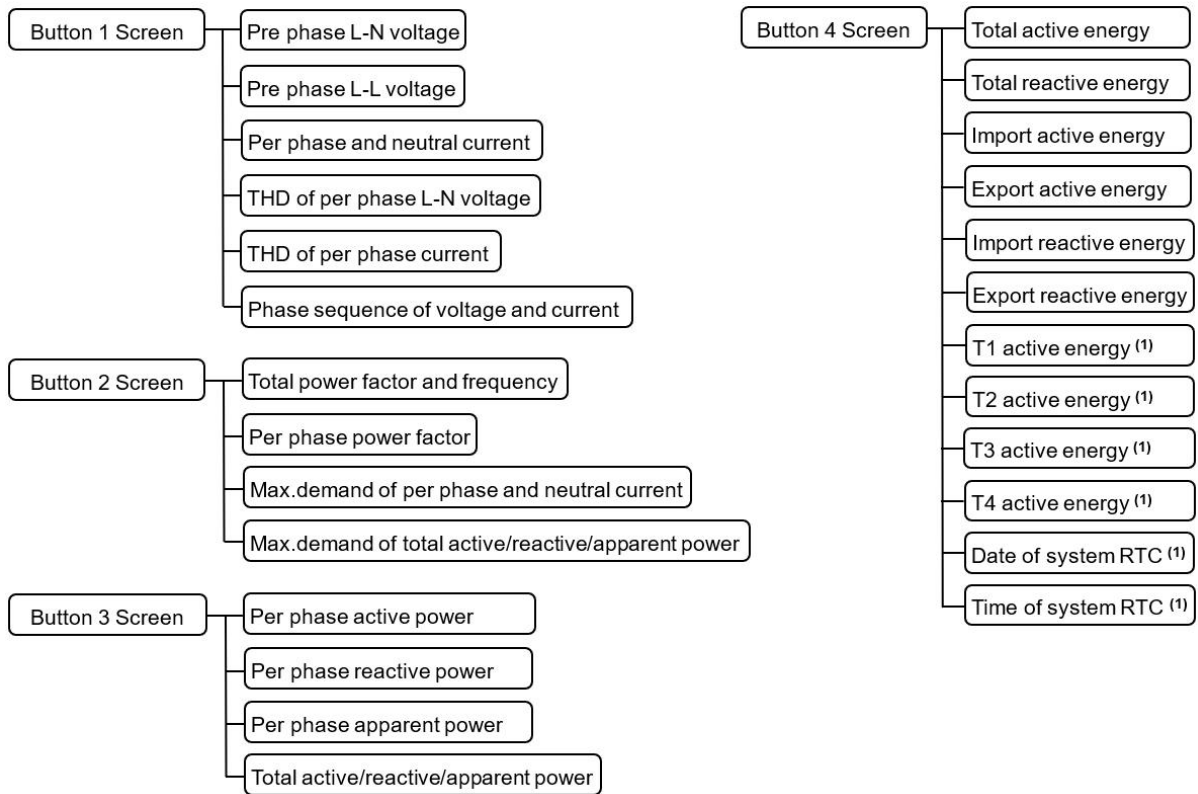 Button 1 Screen
Pre phase L-N voltage
Pre phase L-L voltage
Per phase and neutral current
THD of per phase L-N voltage
THD of per phase current
Phase sequence of voltage and current
Button 2 Screen
Total power factor and frequency
Per phase power factor
Max.demand of per phase and neutral current
Max.demand of total active/reactive/apparent power
Button 3 Screen
Per phase active power
Per phase reactive power
Per phase apparent power
Total active/reactive/apparent power
Button 4 Screen
Total active energy
Total reactive energy
Import active energy
Export active energy
Import reactive energy
Export reactive energy
T1 active energy (1)
T2 active energy (1)
T3 active energy (1)
T4 active energy (1)
Date of system RTC (1)
Time of system RTC (1)